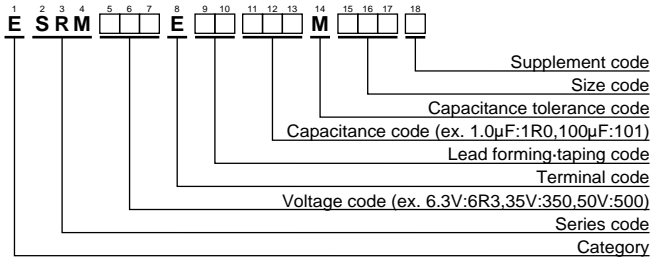 1 2 3 4 5 6 7 8 9 10 11 12 13 14 15 16 17 18
E SRM E M
Supplement code
Size code
Capacitance tolerance code
Capacitance code (ex. 1.0µF:1R0,100µF:101)
Lead forming·taping code
Terminal code
Voltage code (ex. 6.3V:6R3,35V:350,50V:500)
Series code
Category